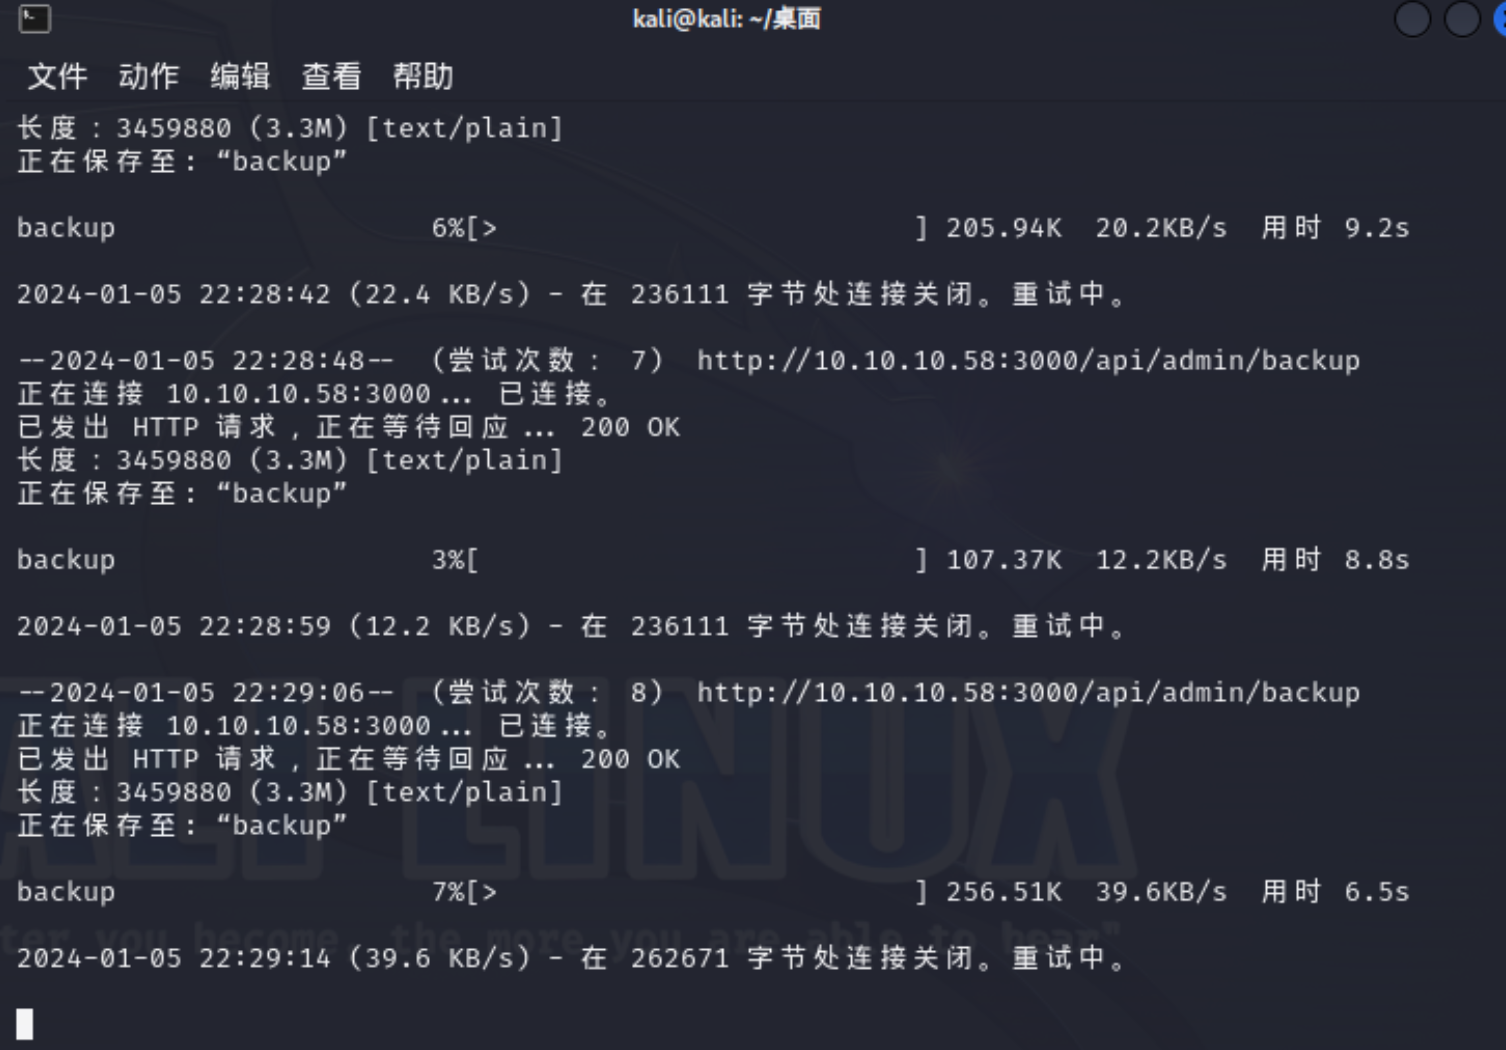 kali@kali: ~/桌面
文件 动作 编辑 查看 帮助
长度：3459880 (3.3M) [text/plain]
正在保存至: “backup”
backup 6%[> ] 205.94K 20.2KB/s 用时 9.2s
2024-01-05 22:28:42 (22.4 KB/s) - 在 236111 字节处连接关闭。重试中。
--2024-01-05 22:28:48-- (尝试次数： 7) http://10.10.10.58:3000/api/admin/backup
正在连接 10.10.10.58:3000... 已连接。
已发出 HTTP 请求，正在等待回应... 200 OK
长度：3459880 (3.3M) [text/plain]
正在保存至: “backup”
backup 3%[ ] 107.37K 12.2KB/s 用时 8.8s
2024-01-05 22:28:59 (12.2 KB/s) - 在 236111 字节处连接关闭。重试中。
--2024-01-05 22:29:06-- (尝试次数： 8) http://10.10.10.58:3000/api/admin/backup
正在连接 10.10.10.58:3000... 已连接。
已发出 HTTP 请求，正在等待回应... 200 OK
长度：3459880 (3.3M) [text/plain]
正在保存至: “backup”
ALI LINUX
backup 7%[> ] 256.51K 39.6KB/s 用时 6.5s
you become, the more you are able to hear"
2024-01-05 22:29:14 (39.6 KB/s) - 在 262671 字节处连接关闭。重试中。